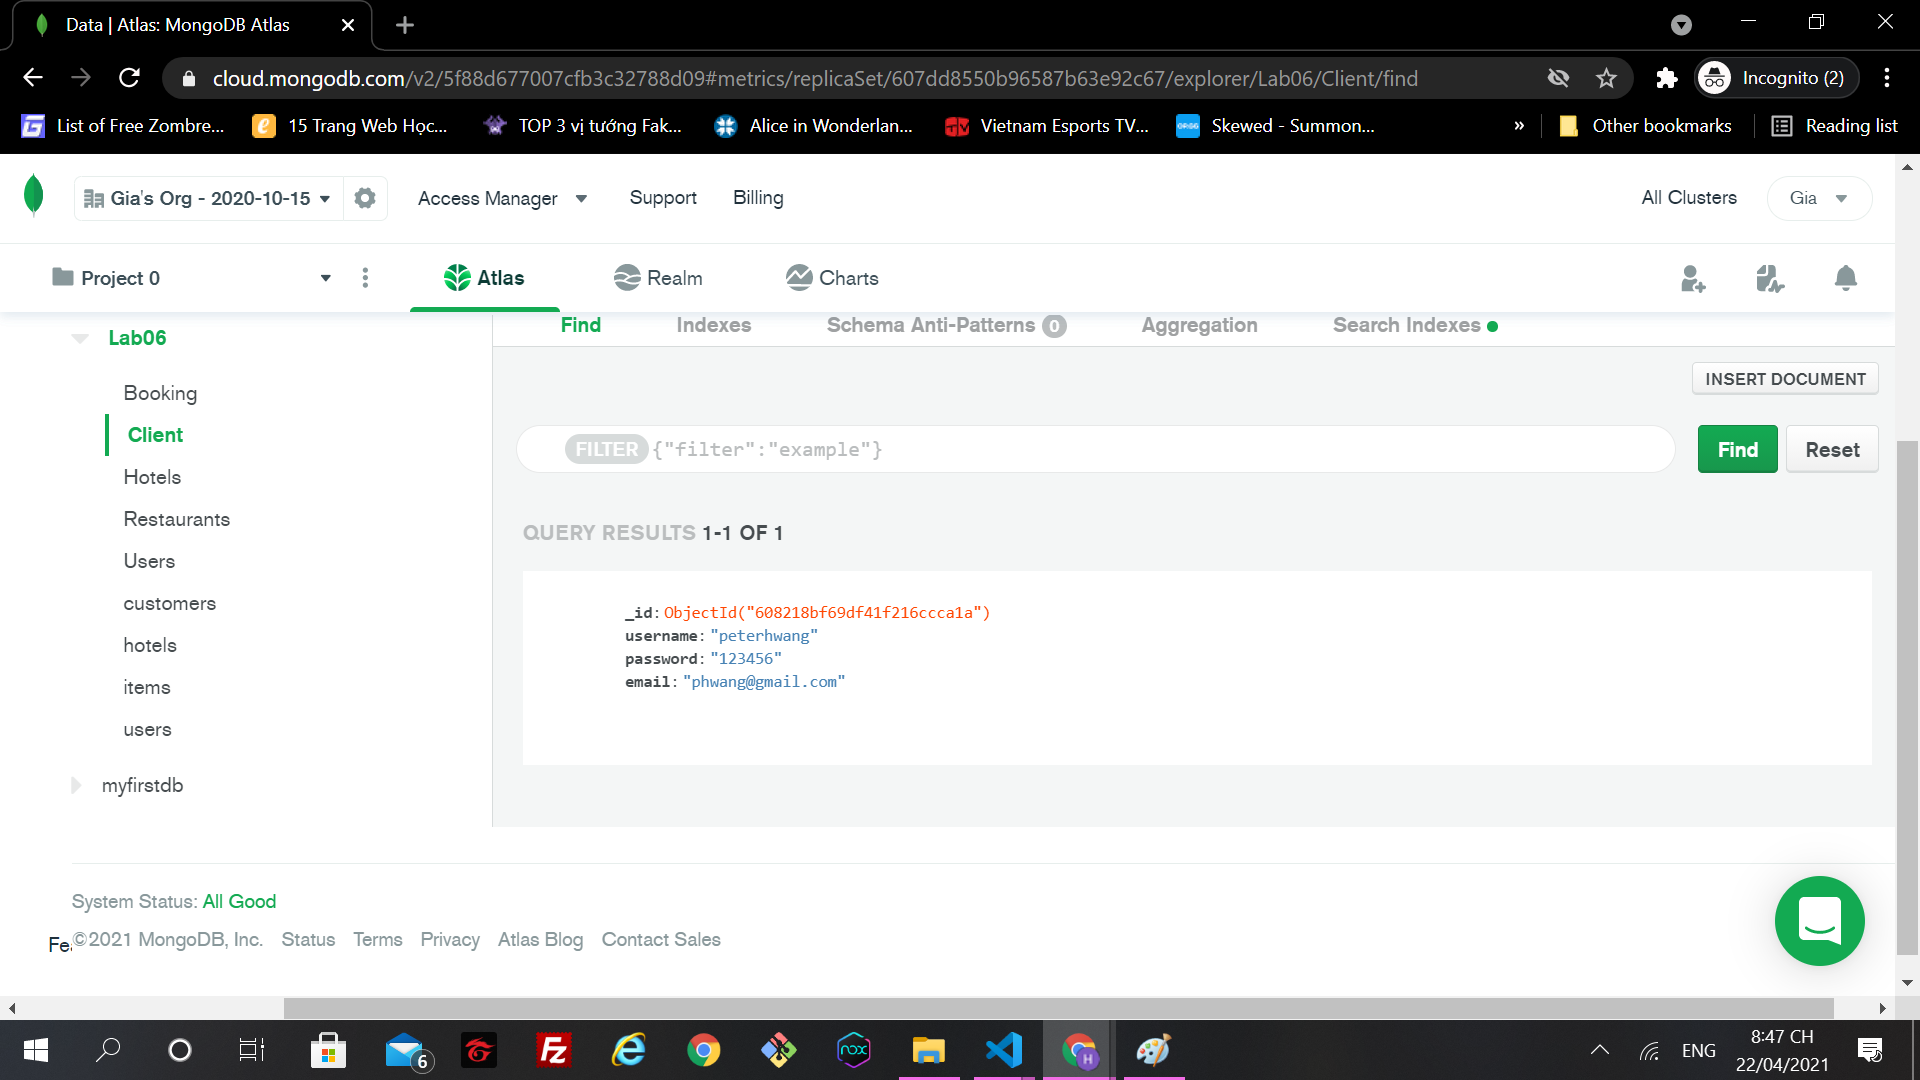 Data | Atlas: MongoDB Atlas
cloud.mongodb.com/v2/5f88d677007cfb3c32788d09#metrics/replicaSet/607dd8550b96587b63e92c67/explorer/Lab06/Client/find
Incognito (2)
List of Free Zombre...
15 Trang Web Học...
TOP 3 vị tướng Fak...
Alice in Wonderlan...
Vietnam Esports TV...
OP.GG
Skewed - Summon...
»
Other bookmarks
Reading list
Gia's Org - 2020-10-15
Access Manager
Support
Billing
All Clusters
Gia
Project 0
Atlas
Realm
Charts
Lab06
Booking
Client
Hotels
Restaurants
Users
customers
hotels
items
users
myfirstdb
Find
Indexes
Schema Anti-Patterns 0
Aggregation
Search Indexes
INSERT DOCUMENT
FILTER {"filter":"example"}
Find
Reset
QUERY RESULTS 1-1 OF 1
_id: ObjectId("608218bf69df41f216ccca1a")
username: "peterhwang"
password: "123456"
email: "phwang@gmail.com"
System Status: All Good
Fea
©2021 MongoDB, Inc.
Status
Terms
Privacy
Atlas Blog
Contact Sales
6
Fz
nox
H
ENG
8:47 CH
22/04/2021